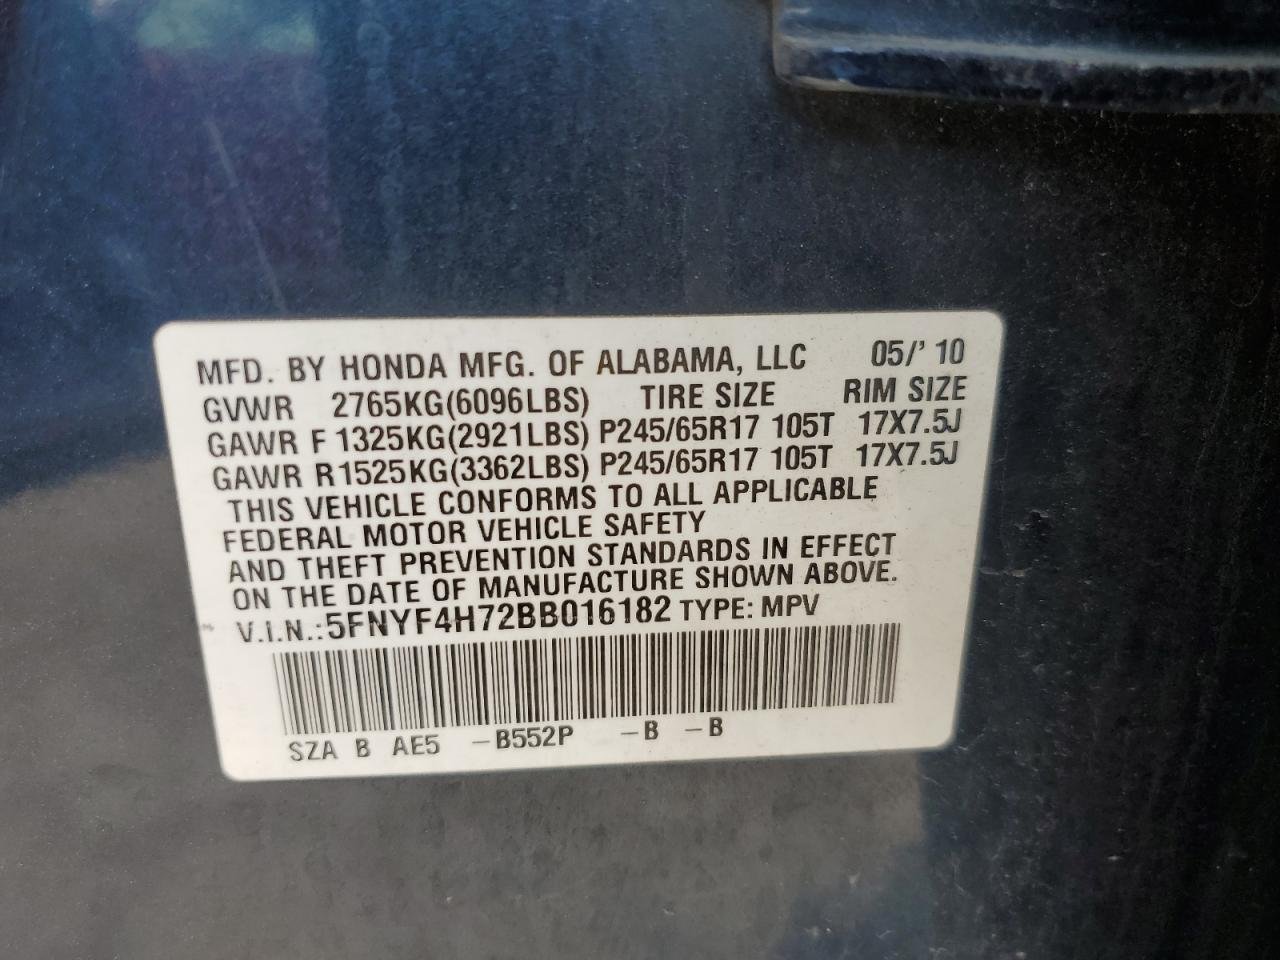 MFD. BY HONDA MFG. OF ALABAMA, LLC 05/' 10
GVWR 2765KG(6096LBS) TIRE SIZE RIM SIZE
GAWR F 1325KG(2921LBS) P245/65R17 105T 17X7.5J
GAWR R1525KG(3362LBS) P245/65R17 105T 17X7.5J
THIS VEHICLE CONFORMS TO ALL APPLICABLE
FEDERAL MOTOR VEHICLE SAFETY
AND THEFT PREVENTION STANDARDS IN EFFECT
ON THE DATE OF MANUFACTURE SHOWN ABOVE.
V.I.N.:5FNYF4H72BB016182 TYPE: MPV
SZA B AE5 -B552P -B -B